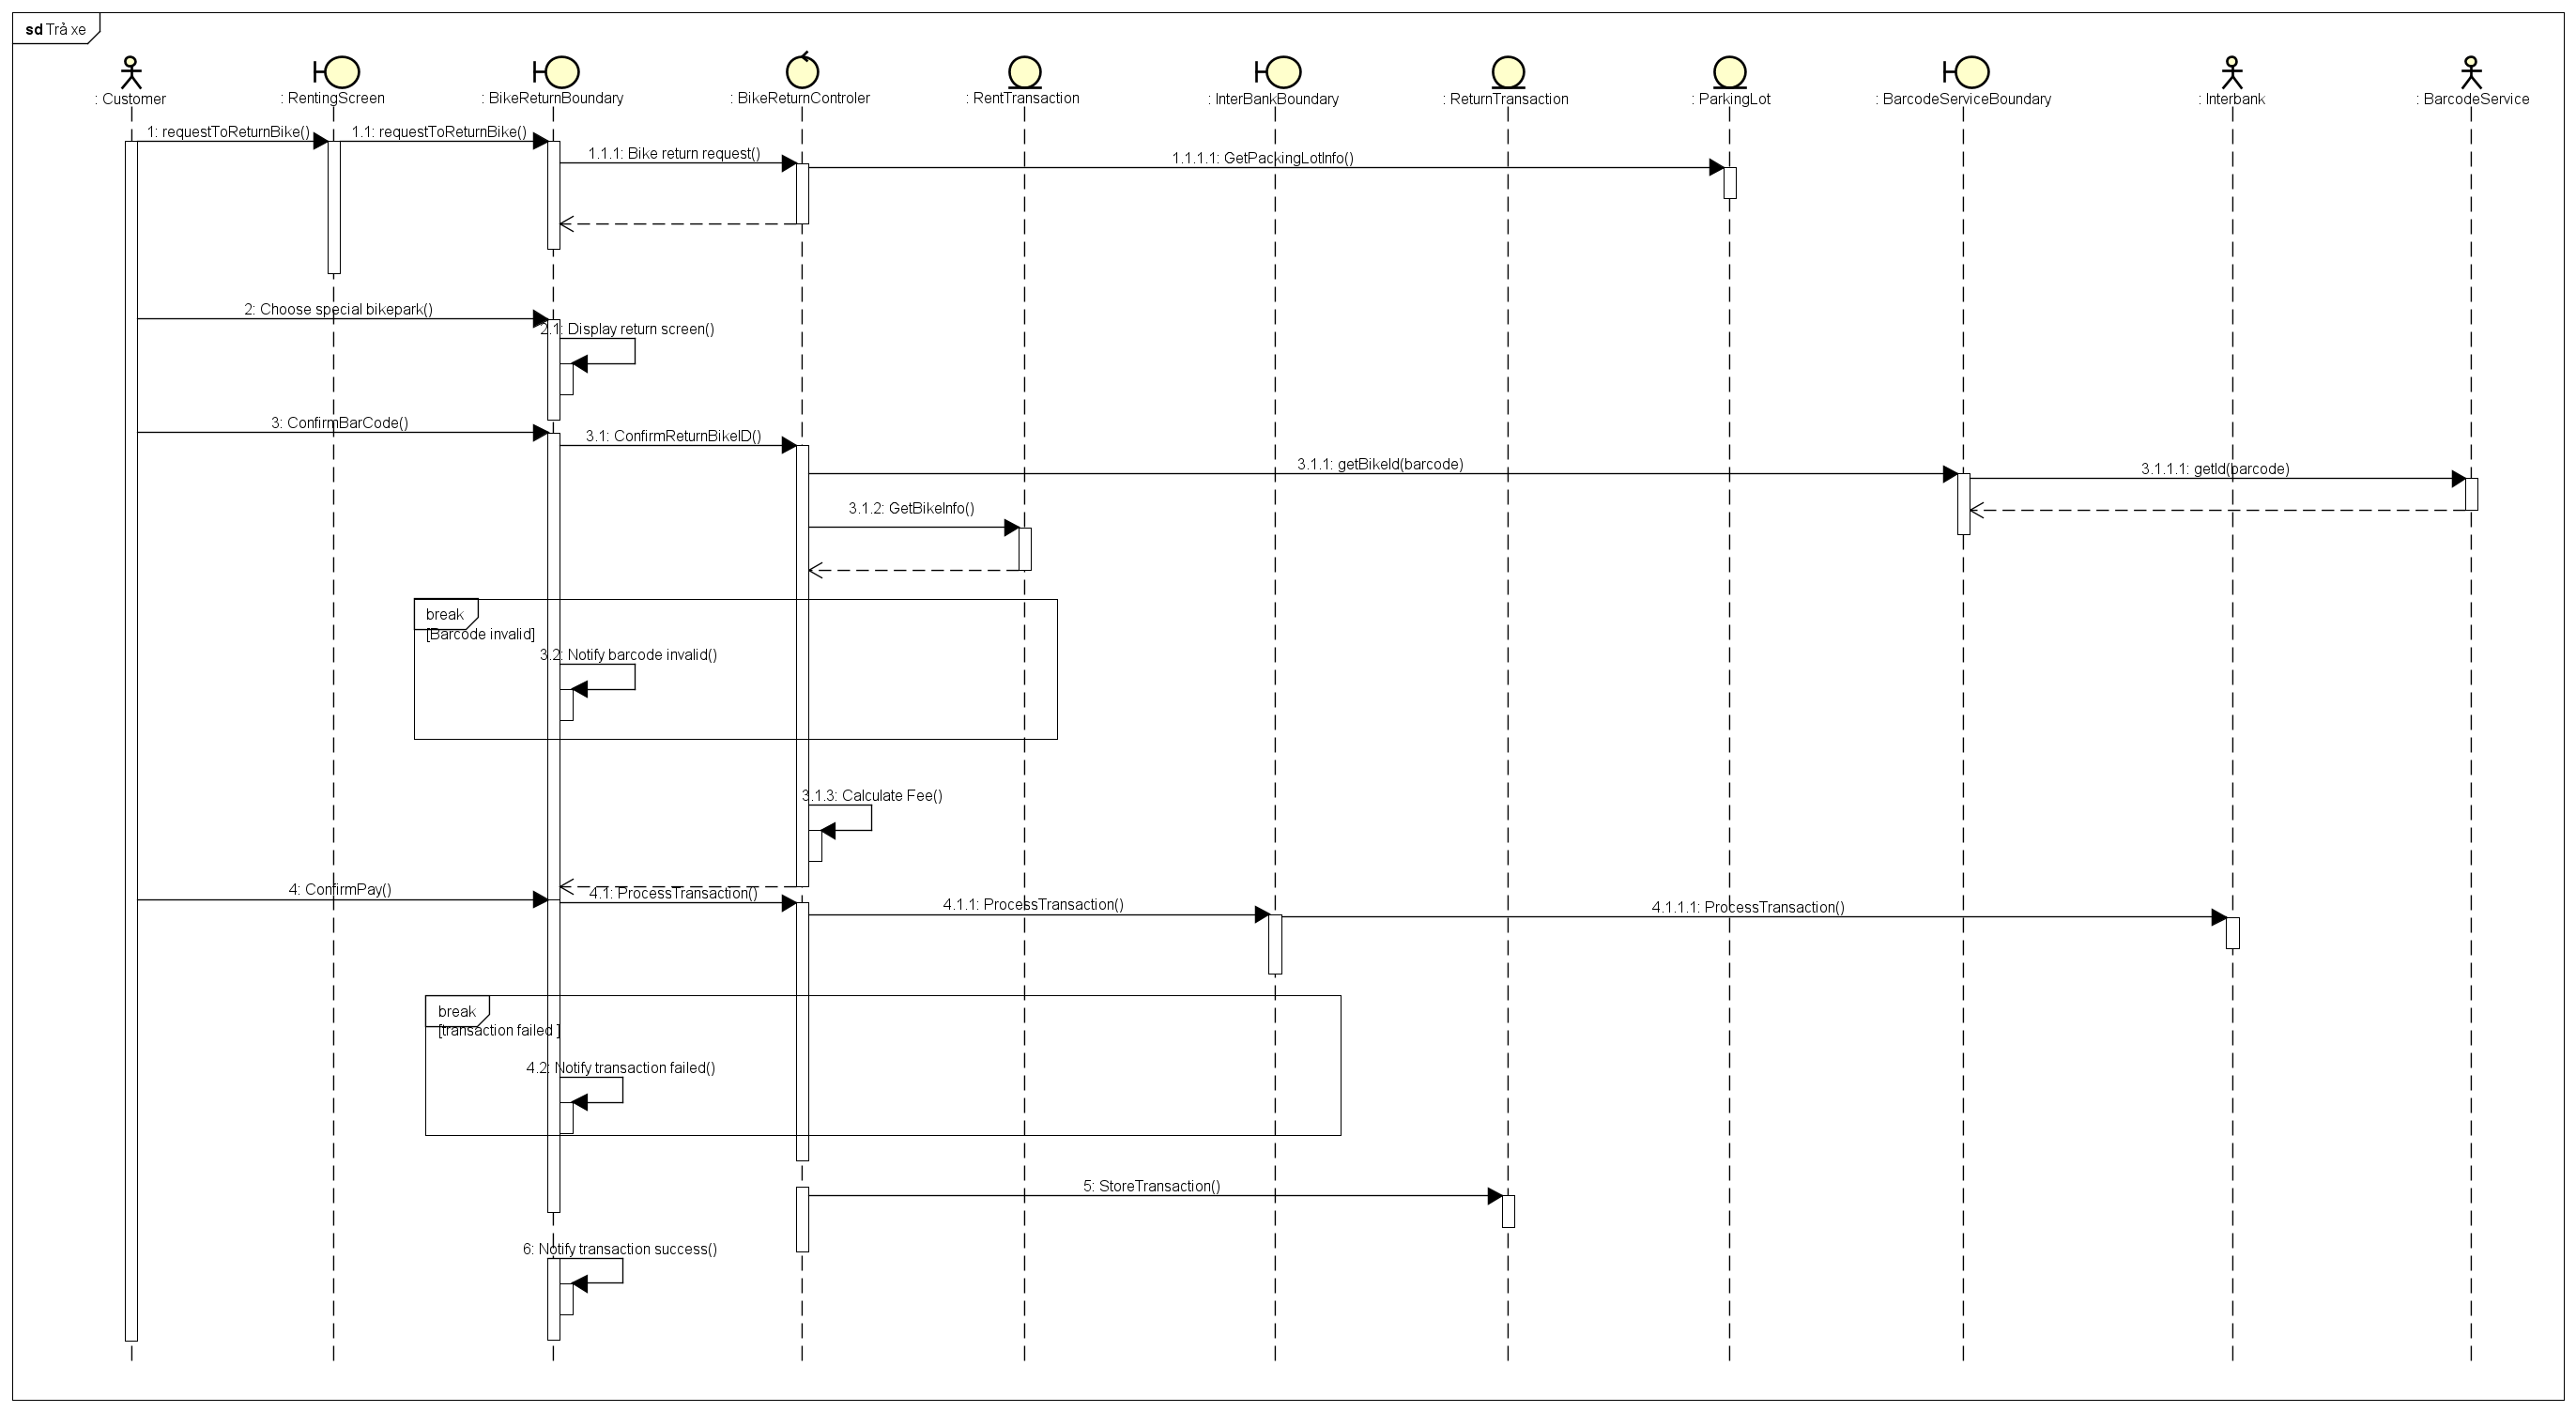 sd Trả xe
: Customer
: RentingScreen
: BikeReturnBoundary
: BikeReturnControler
: RentTransaction
: InterBankBoundary
: ReturnTransaction
: ParkingLot
: BarcodeServiceBoundary
: Interbank
: BarcodeService
1: requestToReturnBike()
1.1: requestToReturnBike()
1.1.1: Bike return request()
1.1.1.1: GetPackingLotInfo()
2: Choose special bikepark()
2.1: Display return screen()
3: ConfirmBarCode()
3.1: ConfirmReturnBikeID()
3.1.1: getBikeId(barcode)
3.1.1.1: getId(barcode)
3.1.2: GetBikeInfo()
break
[Barcode invalid]
3.2: Notify barcode invalid()
3.1.3: Calculate Fee()
4: ConfirmPay()
4.1: ProcessTransaction()
4.1.1: ProcessTransaction()
4.1.1.1: ProcessTransaction()
break
[transaction failed ]
4.2: Notify transaction failed()
5: StoreTransaction()
6: Notify transaction success()